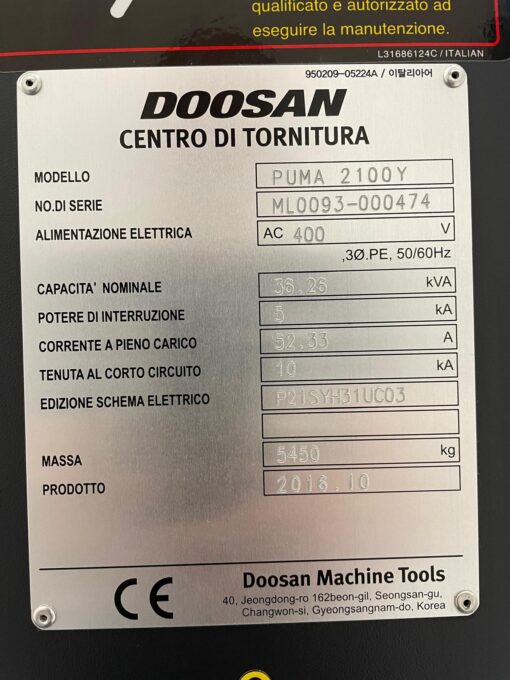 qualificato e autorizzato ad
eseguire la manutenzione.
L31686124C / ITALIAN
950209-05224A / 이탈리아어
DOOSAN
CENTRO DI TORNITURA
MODELLO PUMA 2100Y
NO.DI SERIE ML0093-000474
ALIMENTAZIONE ELETTRICA AC 400 V
,3Ø.PE, 50/60Hz
CAPACITA' NOMINALE 36.26 kVA
POTERE DI INTERRUZIONE 5 kA
CORRENTE A PIENO CARICO 52.33 A
TENUTA AL CORTO CIRCUITO 10 kA
EDIZIONE SCHEMA ELETTRICO P21SYH31UC03
MASSA 5450 kg
PRODOTTO 2016.10
CE Doosan Machine Tools
40, Jeongdong-ro 162beon-gil, Seongsan-gu,
Changwon-si, Gyeongsangnam-do, Korea